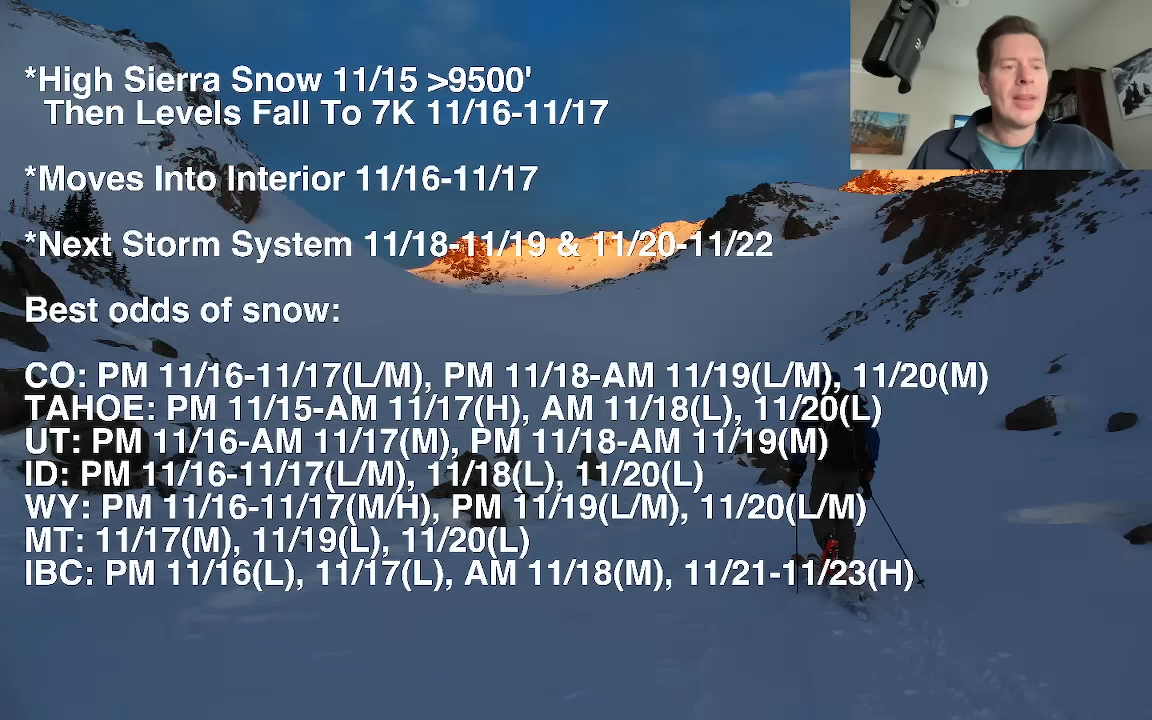 *High Sierra Snow 11/15 >9500'
Then Levels Fall To 7K 11/16-11/17
*Moves Into Interior 11/16-11/17
*Next Storm System 11/18-11/19 & 11/20-11/22
Best odds of snow:
CO: PM 11/16-11/17(L/M), PM 11/18-AM 11/19(L/M), 11/20(M)
TAHOE: PM 11/15-AM 11/17(H), AM 11/18(L), 11/20(L)
UT: PM 11/16-AM 11/17(M), PM 11/18-AM 11/19(M)
ID: PM 11/16-11/17(L/M), 11/18(L), 11/20(L)
WY: PM 11/16-11/17(M/H), PM 11/19(L/M), 11/20(L/M)
MT: 11/17(M), 11/19(L), 11/20(L)
IBC: PM 11/16(L), 11/17(L), AM 11/18(M), 11/21-11/23(H)